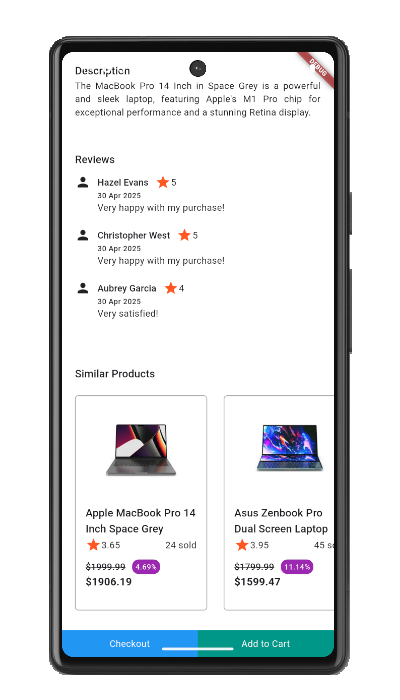 Description
DEBUG
The MacBook Pro 14 Inch in Space Grey is a powerful
and sleek laptop, featuring Apple's M1 Pro chip for
exceptional performance and a stunning Retina display.
Reviews
Hazel Evans 5
30 Apr 2025
Very happy with my purchase!
Christopher West 5
30 Apr 2025
Very happy with my purchase!
Aubrey Garcia 4
30 Apr 2025
Very satisfied!
Similar Products
Apple MacBook Pro 14
Inch Space Grey
3.65 24 sold
$1999.99 4.69%
$1906.19
Asus Zenbook Pro
Dual Screen Laptop
3.95 45
$1799.99 11.14%
$1599.47
Checkout Add to Cart